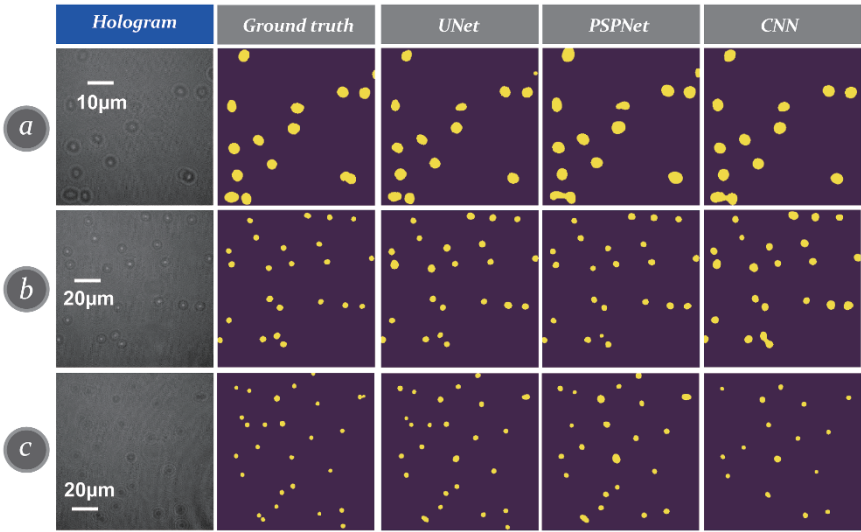 Hologram
Ground truth
UNet
PSPNet
CNN
a
10μm
b
20μm
c
20μm